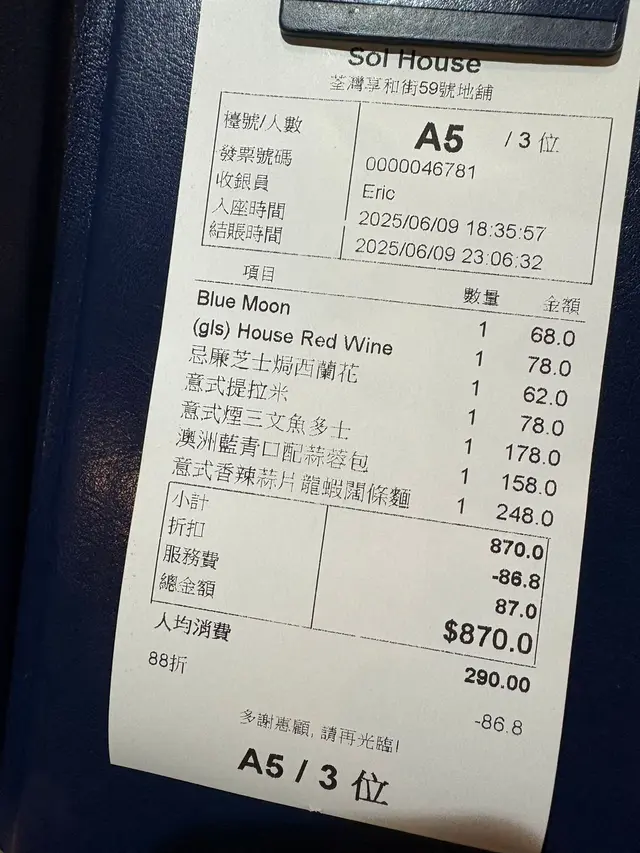 Sol House
荃灣享和街59號地舖
檯號/人數 A5 / 3 位
發票號碼 0000046781
收銀員 Eric
入座時間 2025/06/09 18:35:57
結賬時間 2025/06/09 23:06:32
項目 數量 金額
Blue Moon 1 68.0
(gls) House Red Wine 1 78.0
忌廉芝士焗西蘭花 1 62.0
意式提拉米 1 78.0
意式煙三文魚多士 1 178.0
澳洲藍青口配蒜蓉包 1 158.0
意式香辣蒜片龍蝦闊條麵 1 248.0
小計 870.0
折扣 -86.8
服務費 87.0
總金額 $870.0
人均消費 290.00
88折 -86.8
多謝惠顧, 請再光臨!
A5 / 3 位